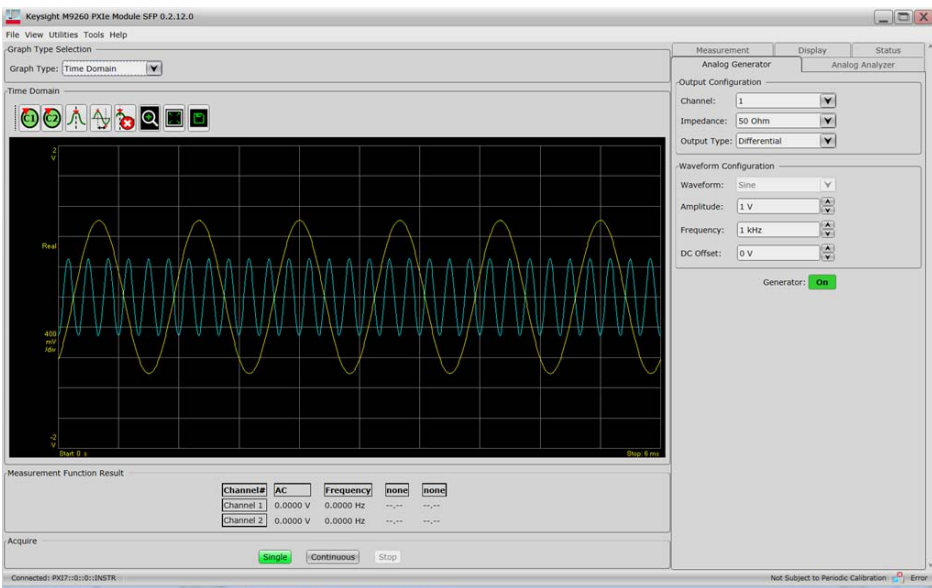 Keysight M9260 PXIe Module SFP 0.2.12.0
File View Utilities Tools Help
Graph Type Selection
Graph Type: Time Domain
Time Domain
C1 C2
2
V
Real
400
mV
/div
-2
V
Start 0 s
Stop 6 ms
Measurement Function Result
Channel# AC Frequency none none
Channel 1 0.0000 V 0.0000 Hz --.-- --.--
Channel 2 0.0000 V 0.0000 Hz --.-- --.--
Acquire
Single Continuous Stop
Measurement Display Status
Analog Generator Analog Analyzer
Output Configuration
Channel: 1
Impedance: 50 Ohm
Output Type: Differential
Waveform Configuration
Waveform: Sine
Amplitude: 1 V
Frequency: 1 kHz
DC Offset: 0 V
Generator: On
Connected: PXI7::0::0::INSTR
Not Subject to Periodic Calibration Error